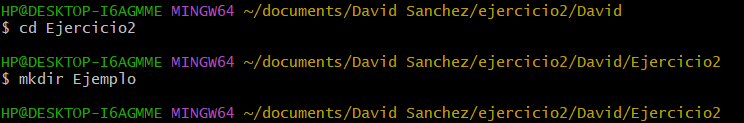 HP@DESKTOP-I6AGMME MINGW64 ~/documents/David Sanchez/ejercicio2/David
$ cd Ejercicio2
HP@DESKTOP-I6AGMME MINGW64 ~/documents/David Sanchez/ejercicio2/David/Ejercicio2
$ mkdir Ejemplo
HP@DESKTOP-I6AGMME MINGW64 ~/documents/David Sanchez/ejercicio2/David/Ejercicio2